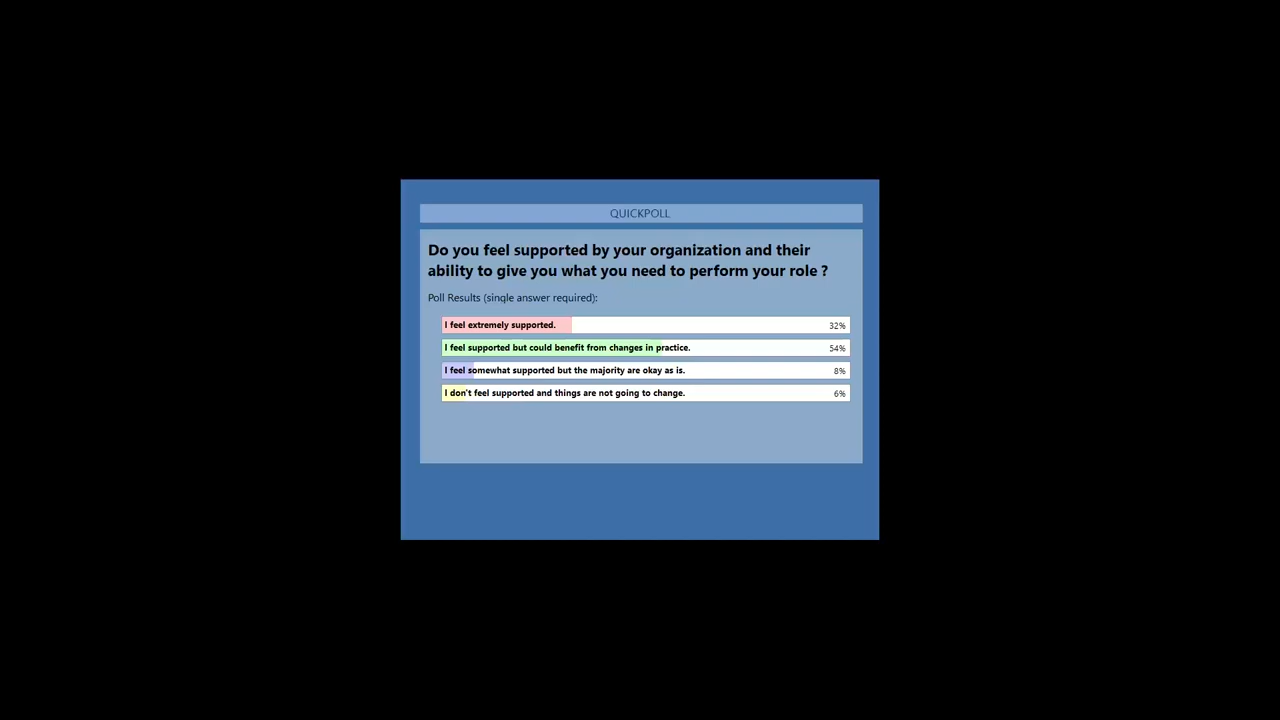 QUICKPOLL
Do you feel supported by your organization and their
ability to give you what you need to perform your role ?
Poll Results (single answer required):
I feel extremely supported. 32%
I feel supported but could benefit from changes in practice. 54%
I feel somewhat supported but the majority are okay as is. 8%
I don't feel supported and things are not going to change. 6%